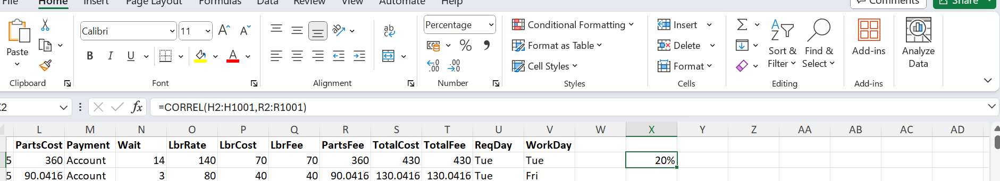 File Home Insert Page Layout Formulas Data Review View Automate Help Comments Share
Calibri 11 A A ab Percentage Conditional Formatting Insert Σ A Z
Paste B I U A % , Format as Table Delete Sort & Filter Find & Select Add-ins Analyze Data
.00 .0 .00 .0 Cell Styles Format
Clipboard Font Alignment Number Styles Cells Editing Add-ins
fx =CORREL(H2:H1001,R2:R1001)
L M N O P Q R S T U V W X Y Z AA AB AC AD
PartsCost Payment Wait LbrRate LbrCost LbrFee PartsFee TotalCost TotalFee ReqDay WorkDay
5 360 Account 14 140 70 70 360 430 430 Tue Tue 20%
5 90.0416 Account 3 80 40 40 90.0416 130.0416 130.0416 Tue Fri